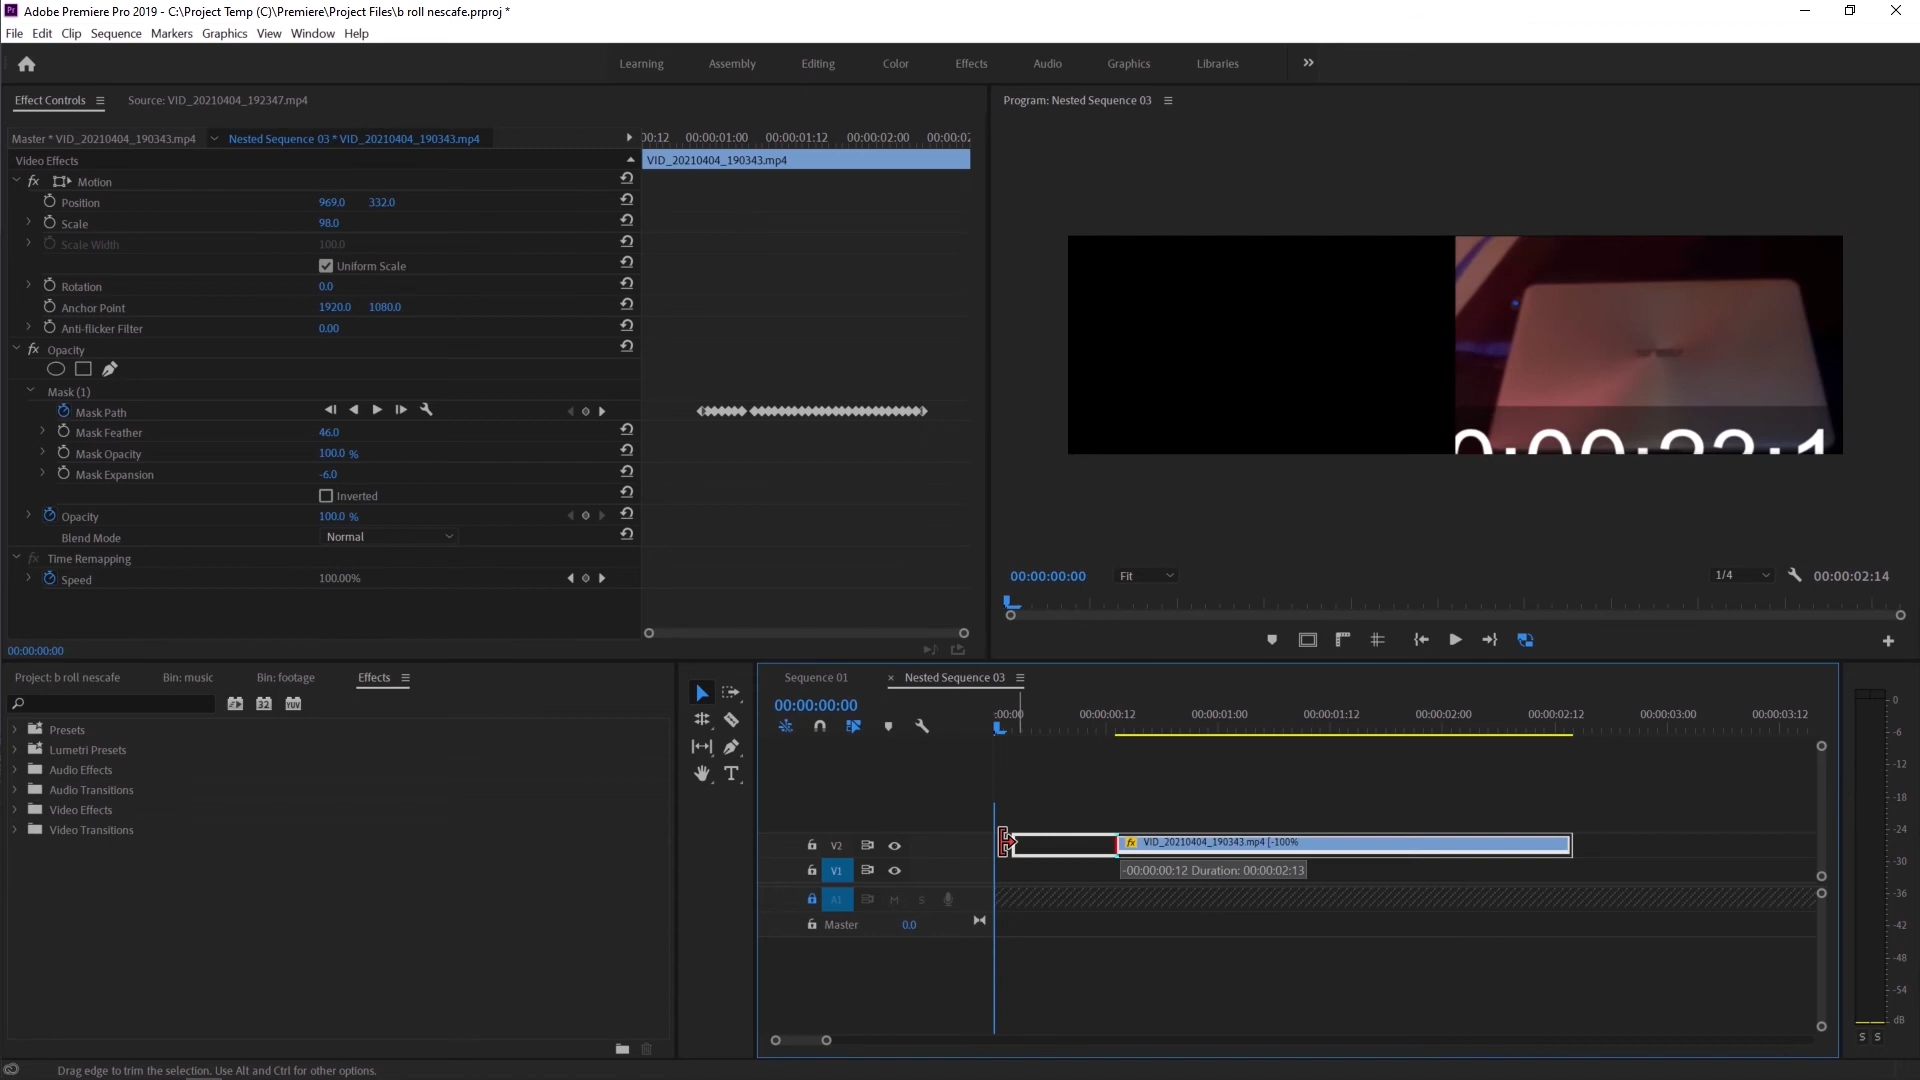 Adobe Premiere Pro 2019 - C:\Project Temp (C)\Premiere\Project Files\b roll nescafe.prproj *
File Edit Clip Sequence Markers Graphics View Window Help
Learning Assembly Editing Color Effects Audio Graphics Libraries
Effect Controls Source: VID_20210404_192347.mp4
Master * VID_20210404_190343.mp4 Nested Sequence 03 * VID_20210404_190343.mp4
00:12 00:00:01:00 00:00:01:12 00:00:02:00 00:00:02
Video Effects
VID_20210404_190343.mp4
fx Motion
Position 969.0 332.0
Scale 98.0
Scale Width 100.0
Uniform Scale
Rotation 0.0
Anchor Point 1920.0 1080.0
Anti-flicker Filter 0.00
fx Opacity
Mask (1)
Mask Path
Mask Feather 46.0
Mask Opacity 100.0 %
Mask Expansion -6.0
Inverted
Opacity 100.0 %
Blend Mode Normal
fx Time Remapping
Speed 100.00%
00:00:00:00
Program: Nested Sequence 03
0:00:22:1
-00:00:00:12 Duration: 00:00:02:13
00:00:00:00 Fit 1/4 00:00:02:14
Project: b roll nescafe Bin: music Bin: footage Effects
32 YUV
Presets
Lumetri Presets
Audio Effects
Audio Transitions
Video Effects
Video Transitions
Sequence 01 × Nested Sequence 03
00:00:00:00
:00:00 00:00:00:12 00:00:01:00 00:00:01:12 00:00:02:00 00:00:02:12 00:00:03:00 00:00:03:12
V2 fx VID_20210404_190343.mp4 [-100%
V1
A1 M S
Master 0.0
0
-6
-12
-18
-24
-30
-36
-42
-48
-54
dB
S S
Drag edge to trim the selection. Use Alt and Ctrl for other options.